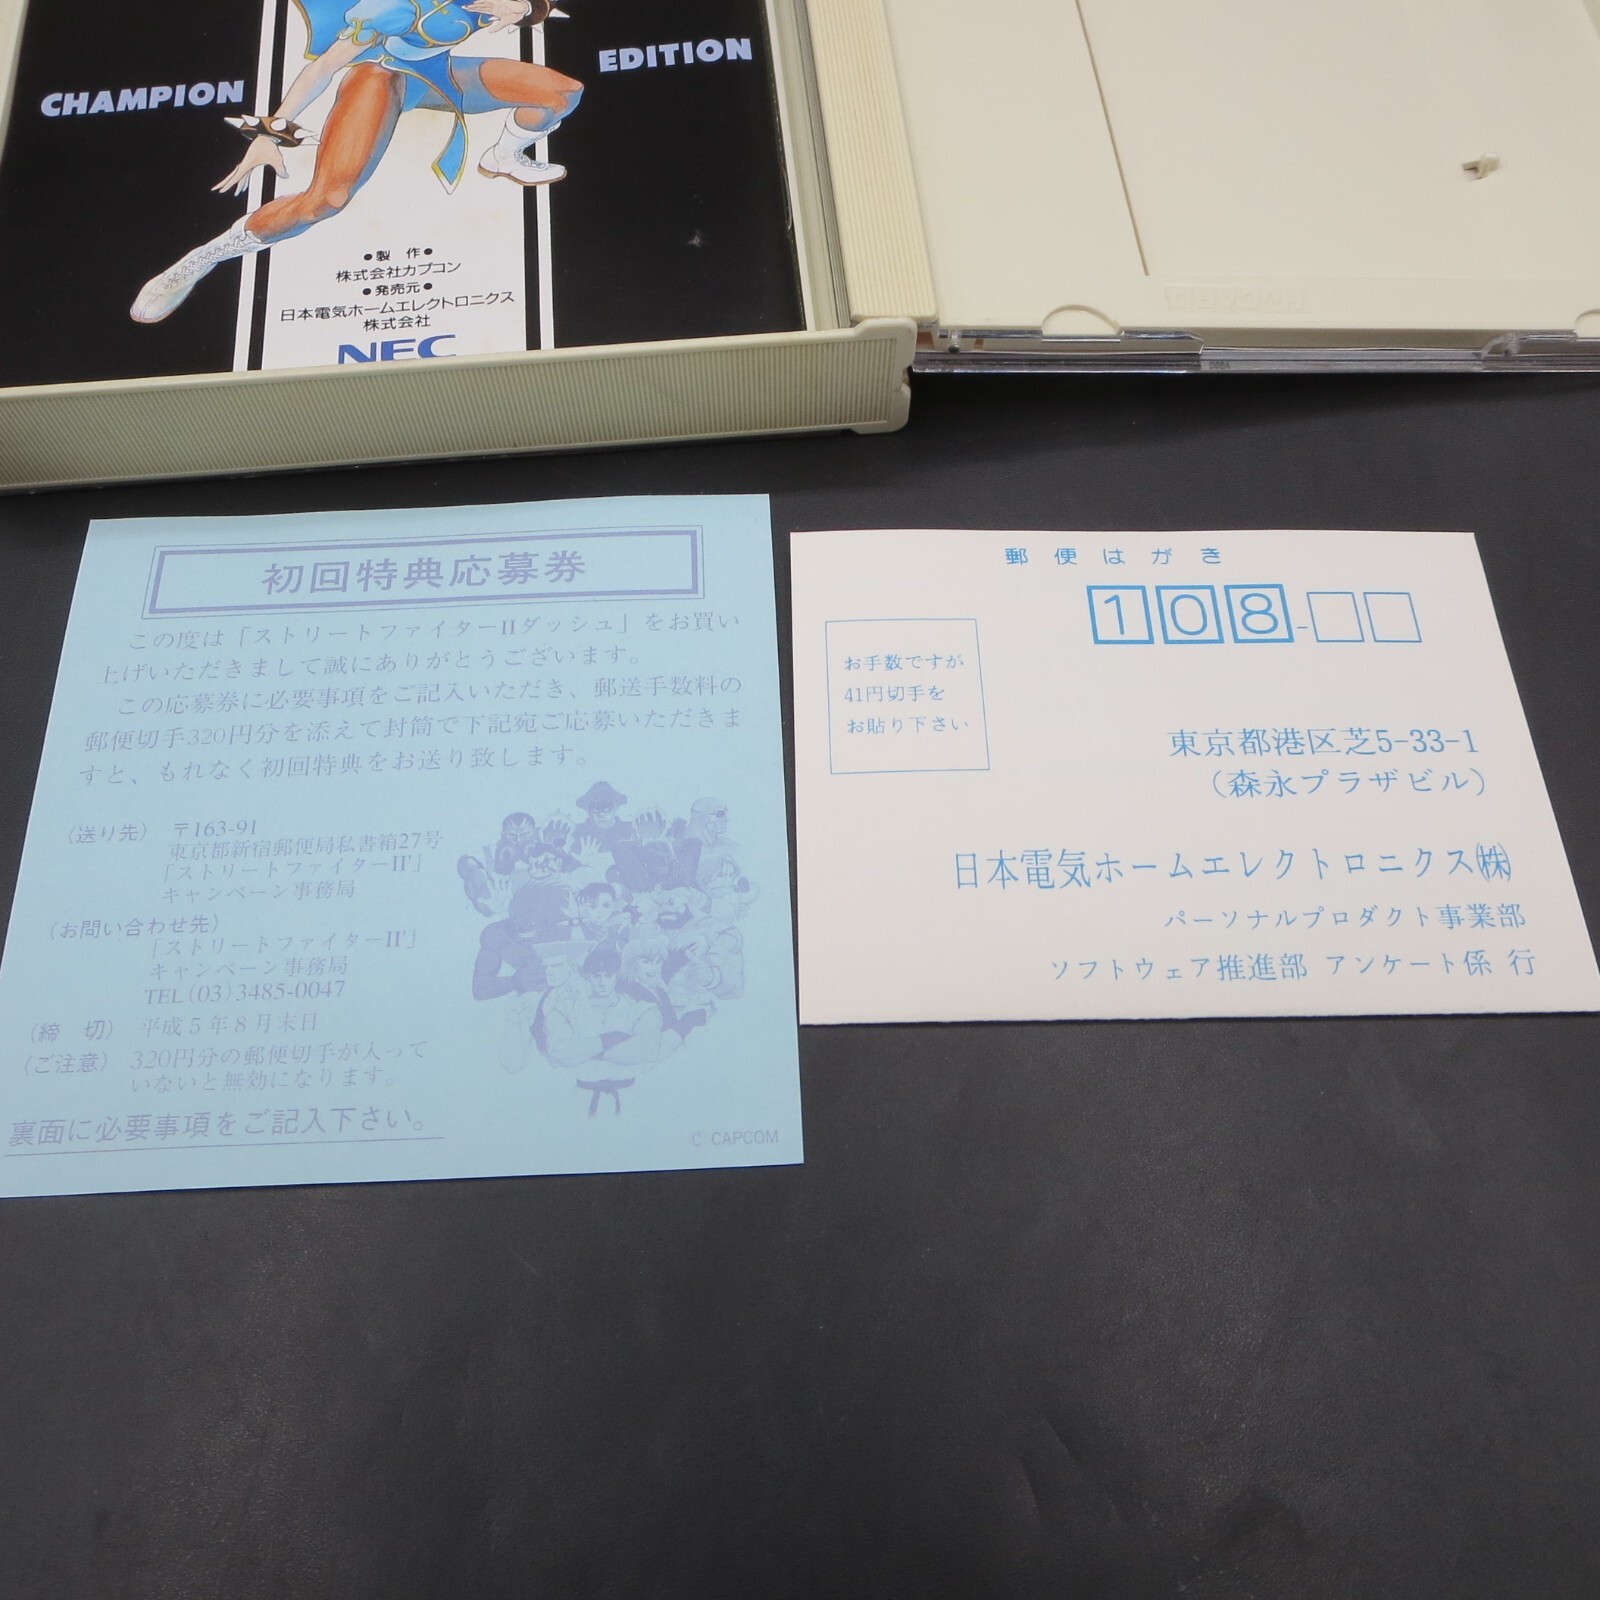 CHAMPION
EDITION
●製 作●
株式会社カプコン
●発売元●
日本電気ホームエレクトロニクス
株式会社
NEC
初回特典応募券
この度は「ストリートファイターIIダッシュ」をお買い
上げいただきまして誠にありがとうございます。
この応募券に必要事項をご記入いただき、郵送手数料の
郵便切手320円分を添えて封筒で下記宛ご応募いただきま
すと、もれなく初回特典をお送り致します。
(送り先) 〒163-91
東京都新宿郵便局私書箱27号
「ストリートファイターII'」
キャンペーン事務局
(お問い合わせ先)
「ストリートファイターII'」
キャンペーン事務局
TEL(03)3485-0047
(締 切) 平成5年8月末日
(ご注意) 320円分の郵便切手が入って
いないと無効になります。
裏面に必要事項をご記入下さい。
(C)CAPCOM
郵便はがき
108-
お手数ですが
41円切手を
お貼り下さい
東京都港区芝5-33-1
(森永プラザビル)
日本電気ホームエレクトロニクス㈱
パーソナルプロダクト事業部
ソフトウェア推進部 アンケート係 行